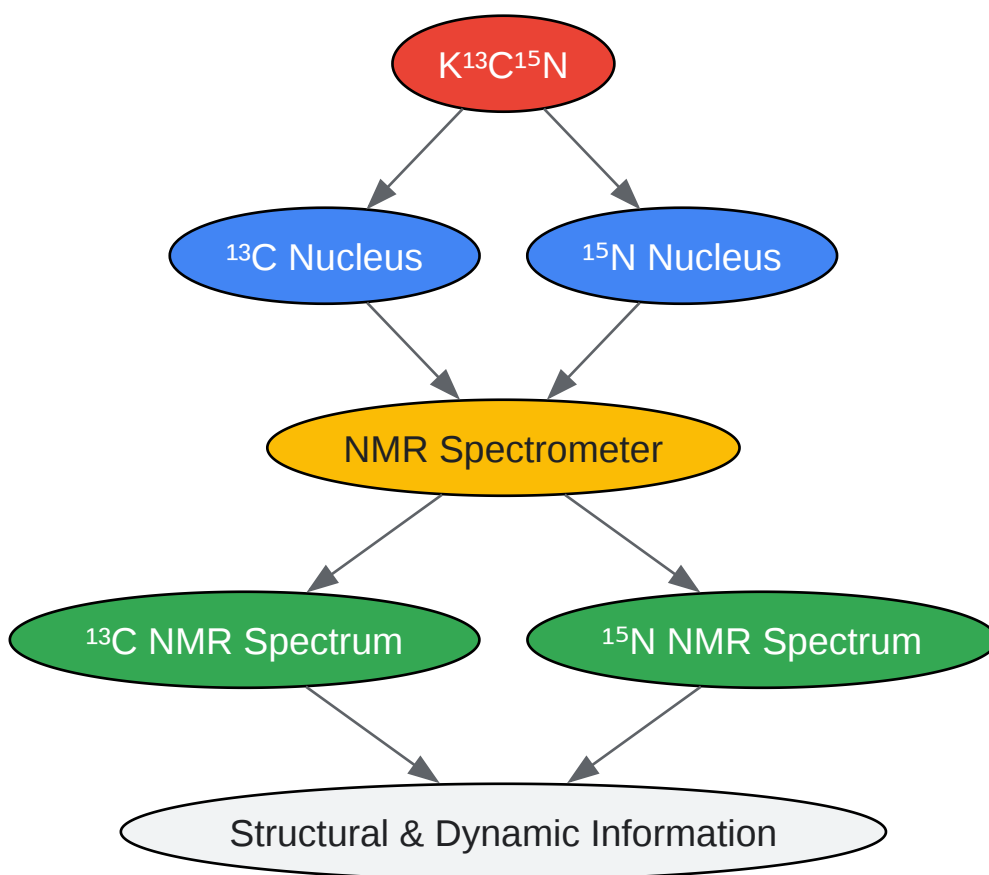 K¹³C¹⁵N
¹³C Nucleus
¹⁵N Nucleus
NMR Spectrometer
¹³C NMR Spectrum
¹⁵N NMR Spectrum
Structural & Dynamic Information